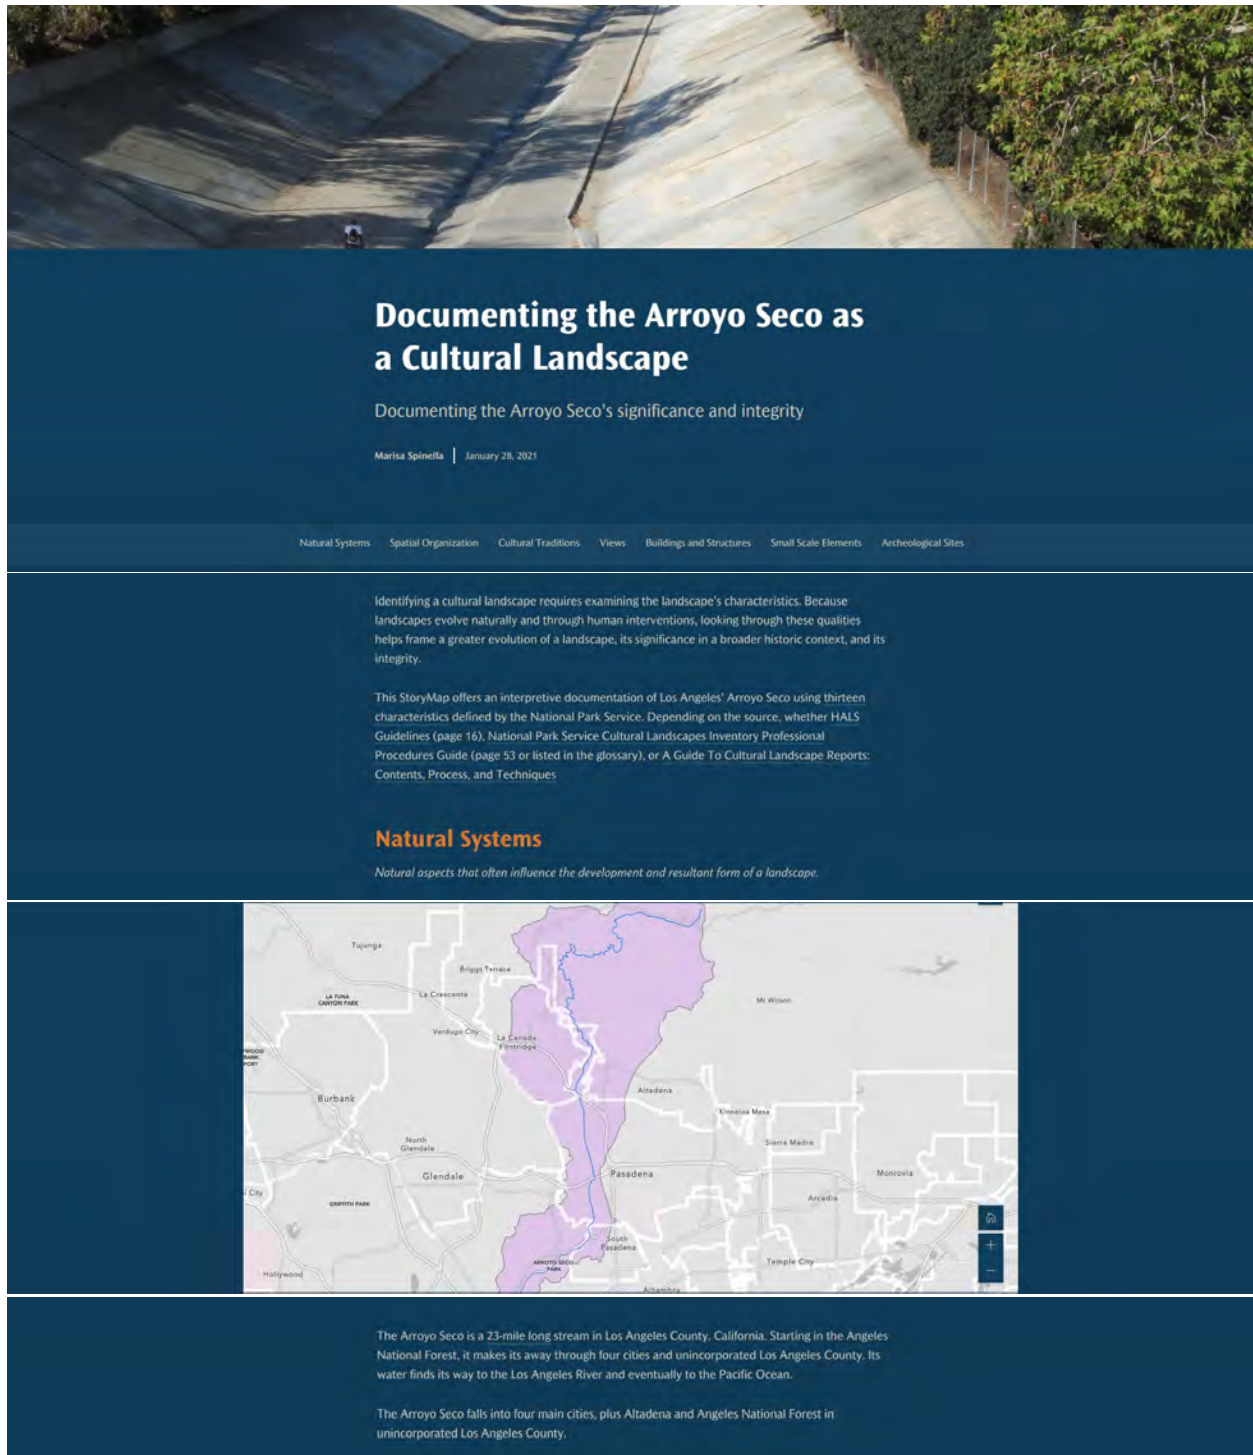 Documenting the Arroyo Seco as
a Cultural Landscape
Documenting the Arroyo Seco's significance and integrity
Marisa Spinella | January 28, 2021
Natural Systems Spatial Organization Cultural Traditions Views Buildings and Structures Small Scale Elements Archeological Sites
Identifying a cultural landscape requires examining the landscape's characteristics. Because
landscapes evolve naturally and through human interventions, looking through these qualities
helps frame a greater evolution of a landscape, its significance in a broader historic context, and its
integrity.
This StoryMap offers an interpretive documentation of Los Angeles' Arroyo Seco using thirteen
characteristics defined by the National Park Service. Depending on the source, whether HALS
Guidelines (page 16), National Park Service Cultural Landscapes Inventory Professional
Procedures Guide (page 53 or listed in the glossary), or A Guide To Cultural Landscape Reports:
Contents, Process, and Techniques
Natural Systems
Natural aspects that often influence the development and resultant form of a landscape.
Tujunga
Briggs Terrace
LA TUNA
CANYON PARK
La Crescenta
Mt Wilson
Verdugo City
La Canada
Flintridge
Burbank
Altadena
Kinneloa Mesa
North
Glendale
Sierra Madre
Glendale
Pasadena
Monrovia
Arcadia
GRIFFITH PARK
South
Pasadena
ARROYO SECO
PARK
Temple City
Hollywood
Alhambra
+
−
The Arroyo Seco is a 23-mile long stream in Los Angeles County, California. Starting in the Angeles
National Forest, it makes its away through four cities and unincorporated Los Angeles County. Its
water finds its way to the Los Angeles River and eventually to the Pacific Ocean.
The Arroyo Seco falls into four main cities, plus Altadena and Angeles National Forest in
unincorporated Los Angeles County.